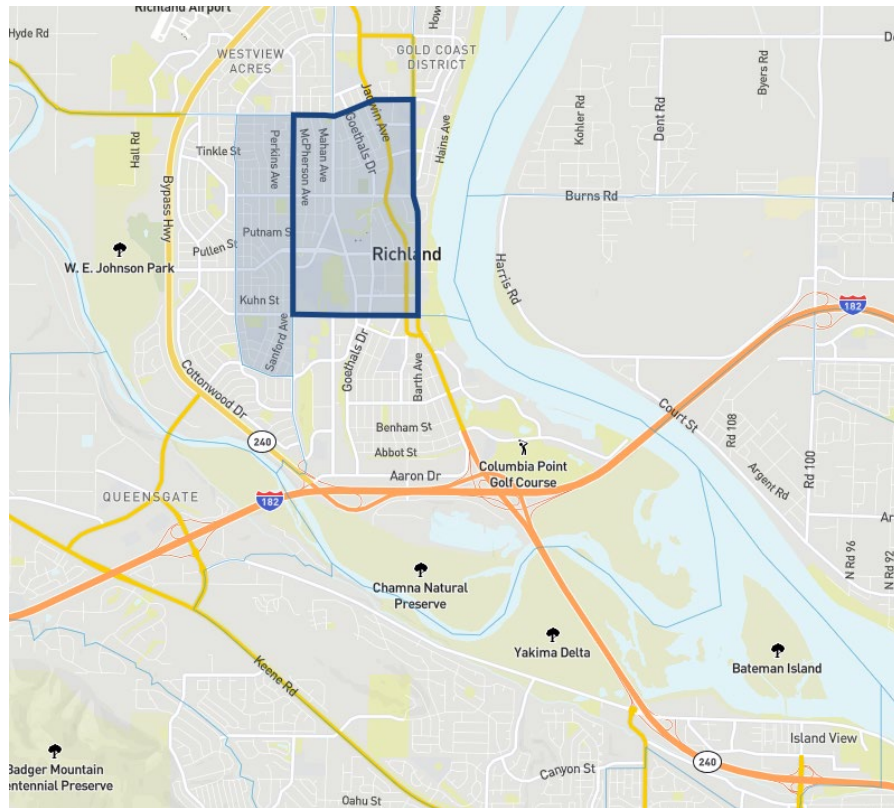 Richland Airport
Howe
Hyde Rd
WESTVIEW
ACRES
GOLD COAST
DISTRICT
Byers Rd
Dent Rd
Kohler Rd
Jadwin Ave
Goethals Dr
Hains Ave
Hall Rd
Tinkle St
Perkins Ave
McPherson Ave
Mahan Ave
Bypass Hwy
Burns Rd
Putnam S
Pullen St
Richland
W. E. Johnson Park
Harris Rd
Kuhn St
182
Sanford Ave
Goethals Dr
Barth Ave
Cottonwood Dr
Court St
Rd 108
Rd 100
Benham St
240
Abbot St
Columbia Point
Golf Course
Argent Rd
Aaron Dr
QUEENSGATE
182
Ar
N Rd 96
N Rd 92
Chamna Natural
Preserve
Yakima Delta
Bateman Island
Keene Rd
Island View
240
Badger Mountain
entennial Preserve
Canyon St
Oahu St